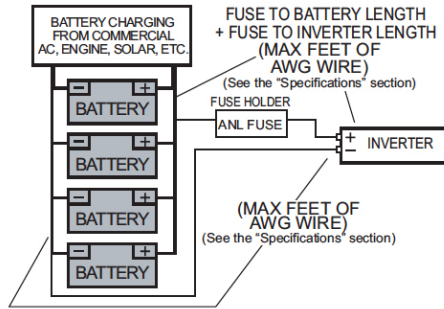 BATTERY CHARGING
FROM COMMERCIAL
AC, ENGINE, SOLAR, ETC.
FUSE TO BATTERY LENGTH
+ FUSE TO INVERTER LENGTH
(MAX FEET OF
AWG WIRE)
(See the "Specifications" section)
− +
BATTERY
FUSE HOLDER
ANL FUSE
− +
BATTERY
+
−
INVERTER
− +
BATTERY
(MAX FEET OF
AWG WIRE)
(See the "Specifications" section)
− +
BATTERY